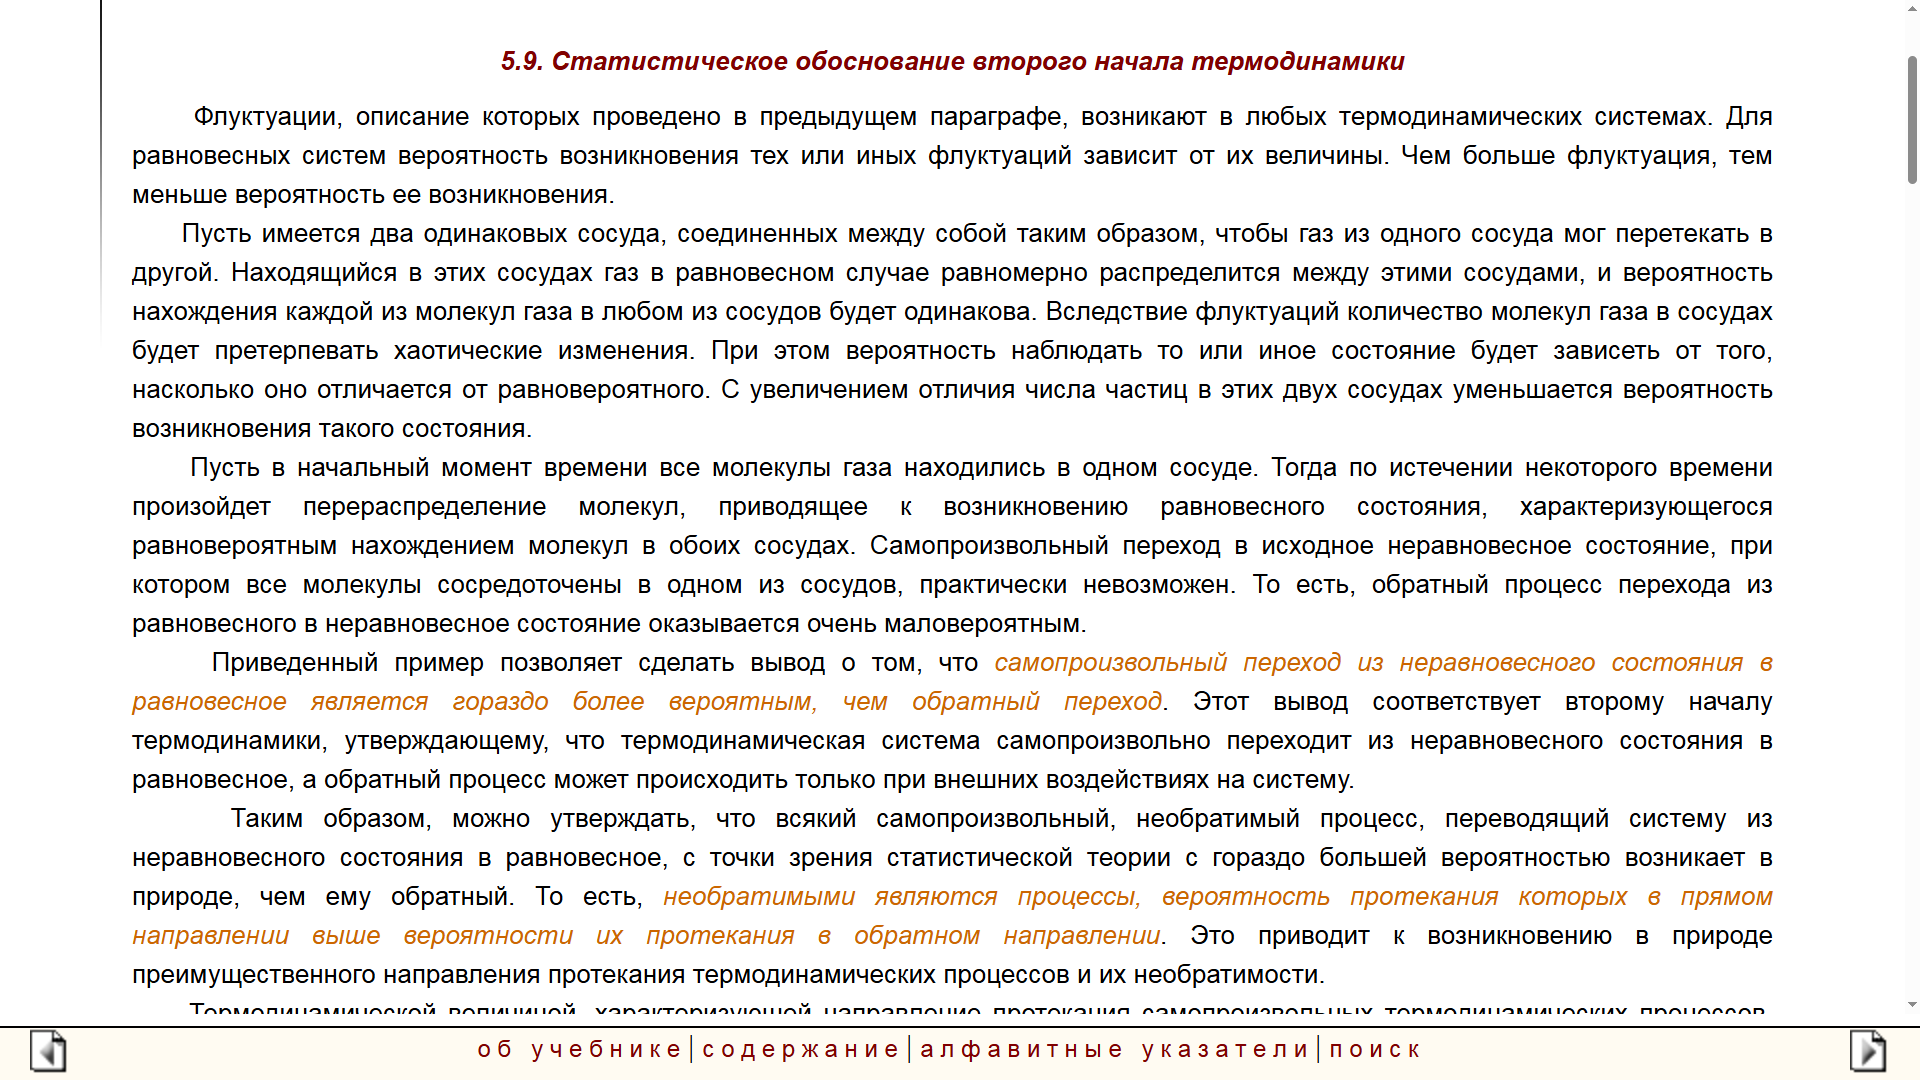 5.9. Статистическое обоснование второго начала термодинамики
Флуктуации, описание которых проведено в предыдущем параграфе, возникают в любых термодинамических системах. Для
равновесных систем вероятность возникновения тех или иных флуктуаций зависит от их величины. Чем больше флуктуация, тем
меньше вероятность ее возникновения.
Пусть имеется два одинаковых сосуда, соединенных между собой таким образом, чтобы газ из одного сосуда мог перетекать в
другой. Находящийся в этих сосудах газ в равновесном случае равномерно распределится между этими сосудами, и вероятность
нахождения каждой из молекул газа в любом из сосудов будет одинакова. Вследствие флуктуаций количество молекул газа в сосудах
будет претерпевать хаотические изменения. При этом вероятность наблюдать то или иное состояние будет зависеть от того,
насколько оно отличается от равновероятного. С увеличением отличия числа частиц в этих двух сосудах уменьшается вероятность
возникновения такого состояния.
Пусть в начальный момент времени все молекулы газа находились в одном сосуде. Тогда по истечении некоторого времени
произойдет перераспределение молекул, приводящее к возникновению равновесного состояния, характеризующегося
равновероятным нахождением молекул в обоих сосудах. Самопроизвольный переход в исходное неравновесное состояние, при
котором все молекулы сосредоточены в одном из сосудов, практически невозможен. То есть, обратный процесс перехода из
равновесного в неравновесное состояние оказывается очень маловероятным.
Приведенный пример позволяет сделать вывод о том, что самопроизвольный переход из неравновесного состояния в
равновесное является гораздо более вероятным, чем обратный переход. Этот вывод соответствует второму началу
термодинамики, утверждающему, что термодинамическая система самопроизвольно переходит из неравновесного состояния в
равновесное, а обратный процесс может происходить только при внешних воздействиях на систему.
Таким образом, можно утверждать, что всякий самопроизвольный, необратимый процесс, переводящий систему из
неравновесного состояния в равновесное, с точки зрения статистической теории с гораздо большей вероятностью возникает в
природе, чем ему обратный. То есть, необратимыми являются процессы, вероятность протекания которых в прямом
направлении выше вероятности их протекания в обратном направлении. Это приводит к возникновению в природе
преимущественного направления протекания термодинамических процессов и их необратимости.
Термодинамической величиной, характеризующей направление протекания самопроизвольных термодинамических процессов,
об учебнике|содержание|алфавитные указатели|поиск